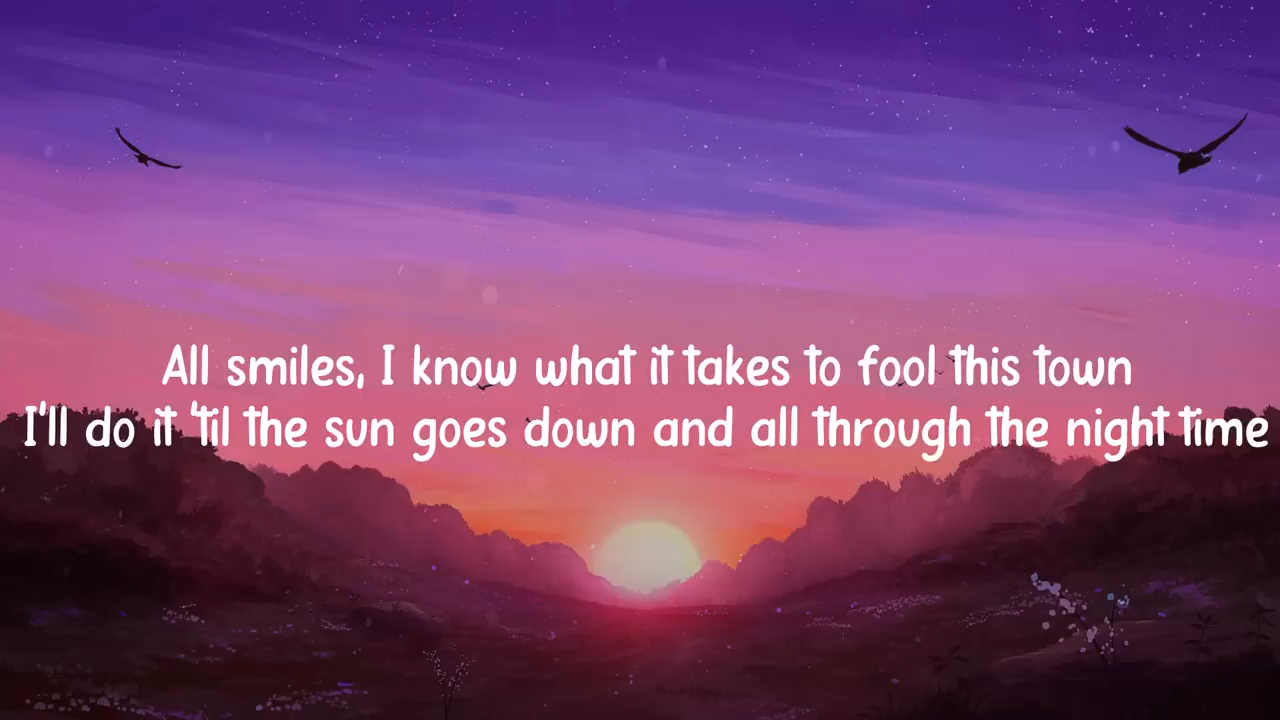 All smiles, I know what it takes to fool this town
I'll do it 'til the sun goes down and all through the night time